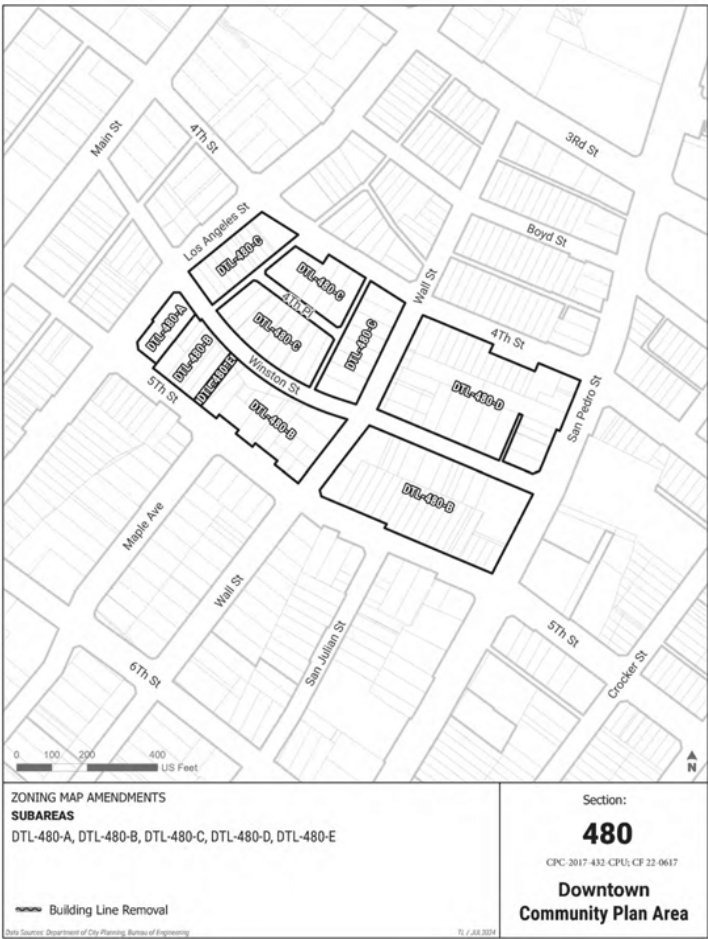 Main St
4Th St
3Rd St
Los Angeles St
DTL-480-C
Boyd St
DTL-480-C
Wall St
4Th Pl
DTL-480-A
DTL-480-C
DTL-480-C
4Th St
DTL-480-B
Winston St
DTL-480-E
DTL-480-D
San Pedro St
5Th St
DTL-480-B
DTL-480-B
Maple Ave
Wall St
San Julian St
5Th St
6Th St
Crocker St
0 100 200 400
US Feet
N
ZONING MAP AMENDMENTS
SUBAREAS
DTL-480-A, DTL-480-B, DTL-480-C, DTL-480-D, DTL-480-E
Building Line Removal
Data Sources: Department of City Planning, Bureau of Engineering
TL / JUL 2024
Section:
480
CPC-2017-432-CPU; CF 22-0617
Downtown
Community Plan Area